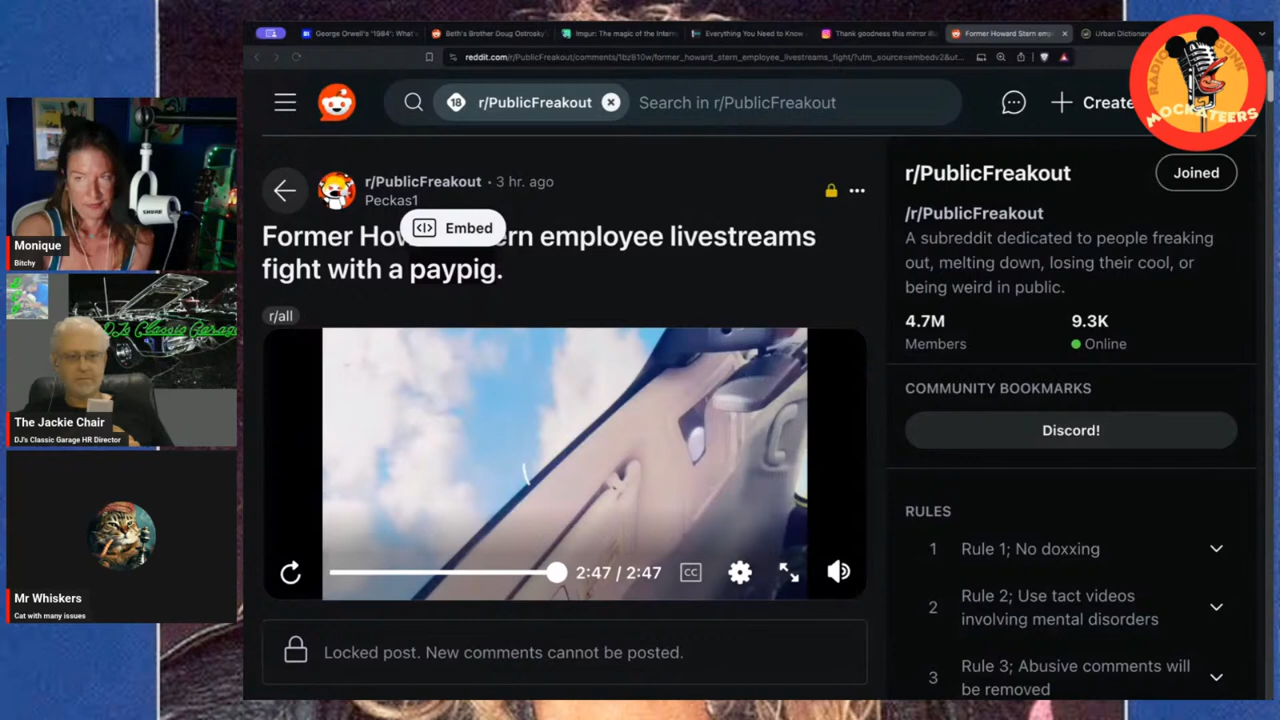 George Orwell's "1984": What'
Beth's Brother Doug Ostrosky
Imgur: The magic of the Intern
Everything You Need to Know
Thank goodness this mirror
Former Howard Stern emp
Urban Dictionar
reddit.com/r/PublicFreakout/comments/1bz810w/former_howard_stern_employee_livestreams_fight/?utm_source=embedv2&ut...
RADIO GUNK
MOCKATEERS
r/PublicFreakout
Search in r/PublicFreakout
Create
r/PublicFreakout • 3 hr. ago
Peckas1
Embed
Former How ern employee livestreams
fight with a paypig.
r/all
2:47 / 2:47
CC
Locked post. New comments cannot be posted.
r/PublicFreakout
Joined
/r/PublicFreakout
A subreddit dedicated to people freaking
out, melting down, losing their cool, or
being weird in public.
4.7M
9.3K
Members
Online
COMMUNITY BOOKMARKS
Discord!
RULES
1 Rule 1; No doxxing
2 Rule 2; Use tact videos
involving mental disorders
3 Rule 3; Abusive comments will
be removed
SHURE
Monique
Bitchy
DJ's Classic Garage
The Jackie Chair
DJ's Classic Garage HR Director
Mr Whiskers
Cat with many issues